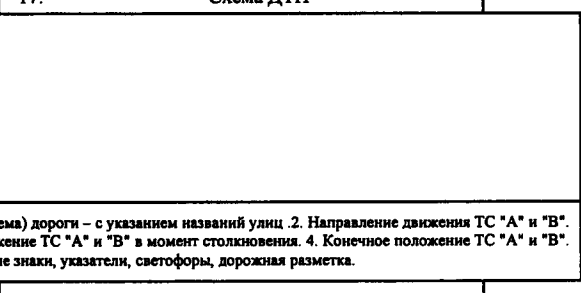 17. Схема ДТП
ема) дороги – с указанием названий улиц .2. Направление движения ТС "А" и "В".
жение ТС "А" и "В" в момент столкновения. 4. Конечное положение ТС "А" и "В".
ые знаки, указатели, светофоры, дорожная разметка.